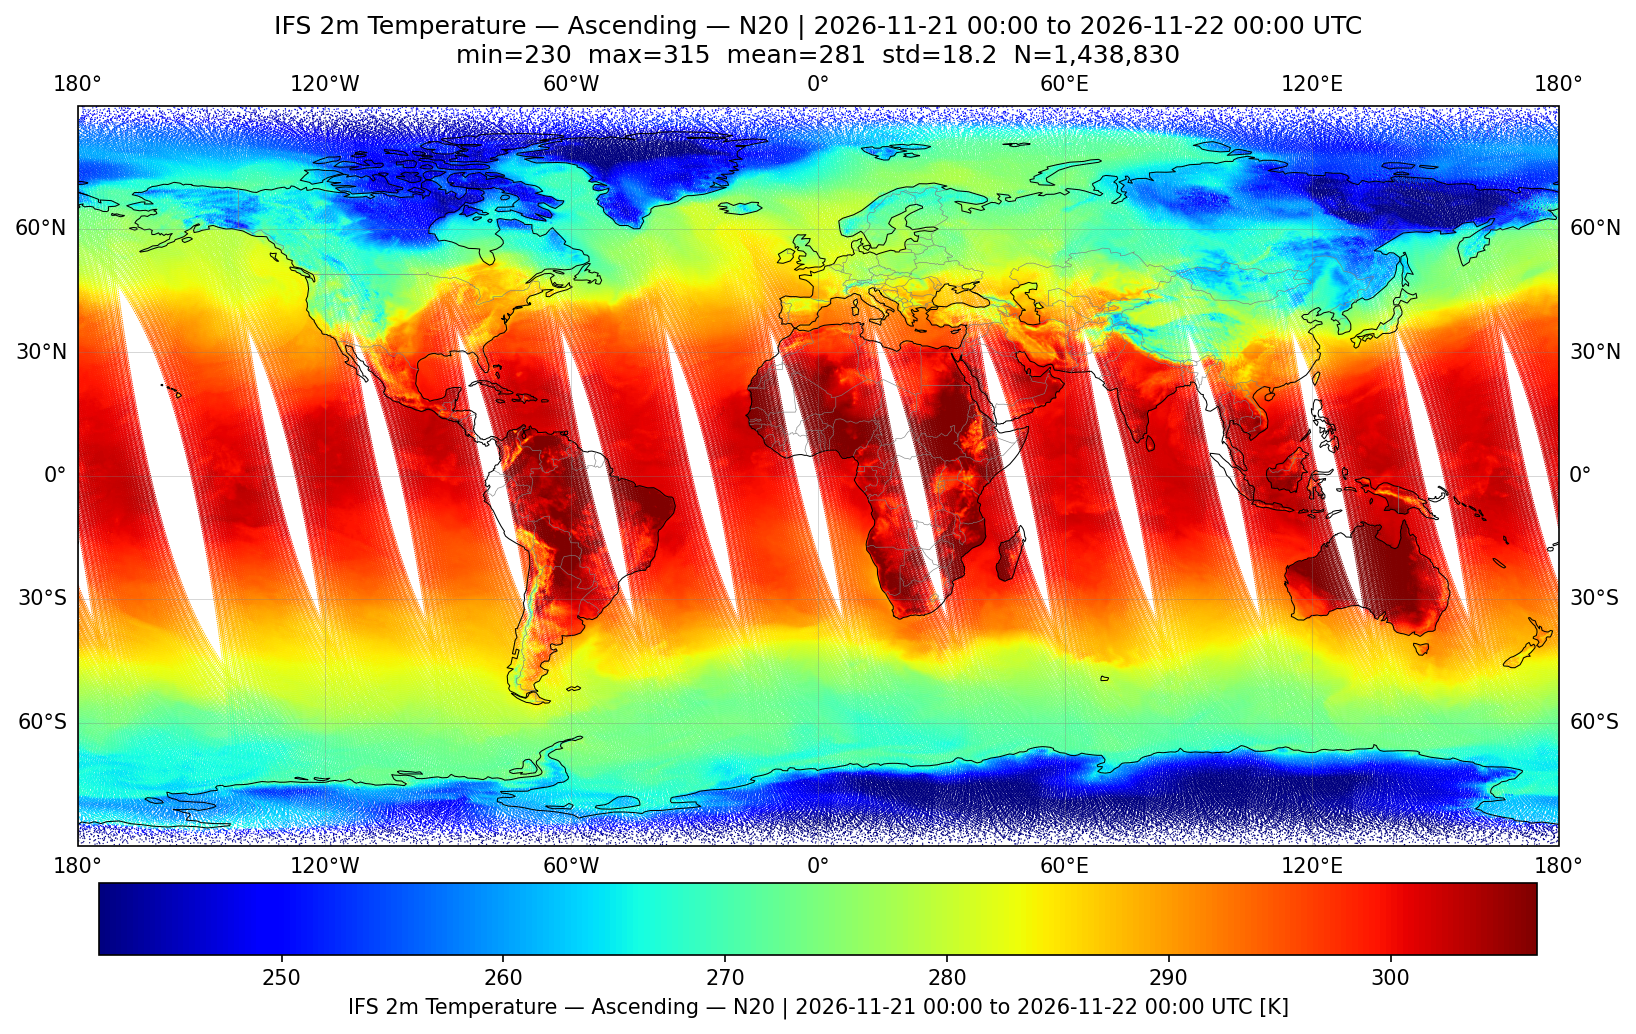 IFS 2m Temperature — Ascending — N20 | 2026-11-21 00:00 to 2026-11-22 00:00 UTC
min=230 max=315 mean=281 std=18.2 N=1,438,830
180° 120°W 60°W 0° 60°E 120°E 180°
60°N 60°N
30°N 30°N
0° 0°
30°S 30°S
60°S 60°S
180° 120°W 60°W 0° 60°E 120°E 180°
250 260 270 280 290 300
IFS 2m Temperature — Ascending — N20 | 2026-11-21 00:00 to 2026-11-22 00:00 UTC [K]